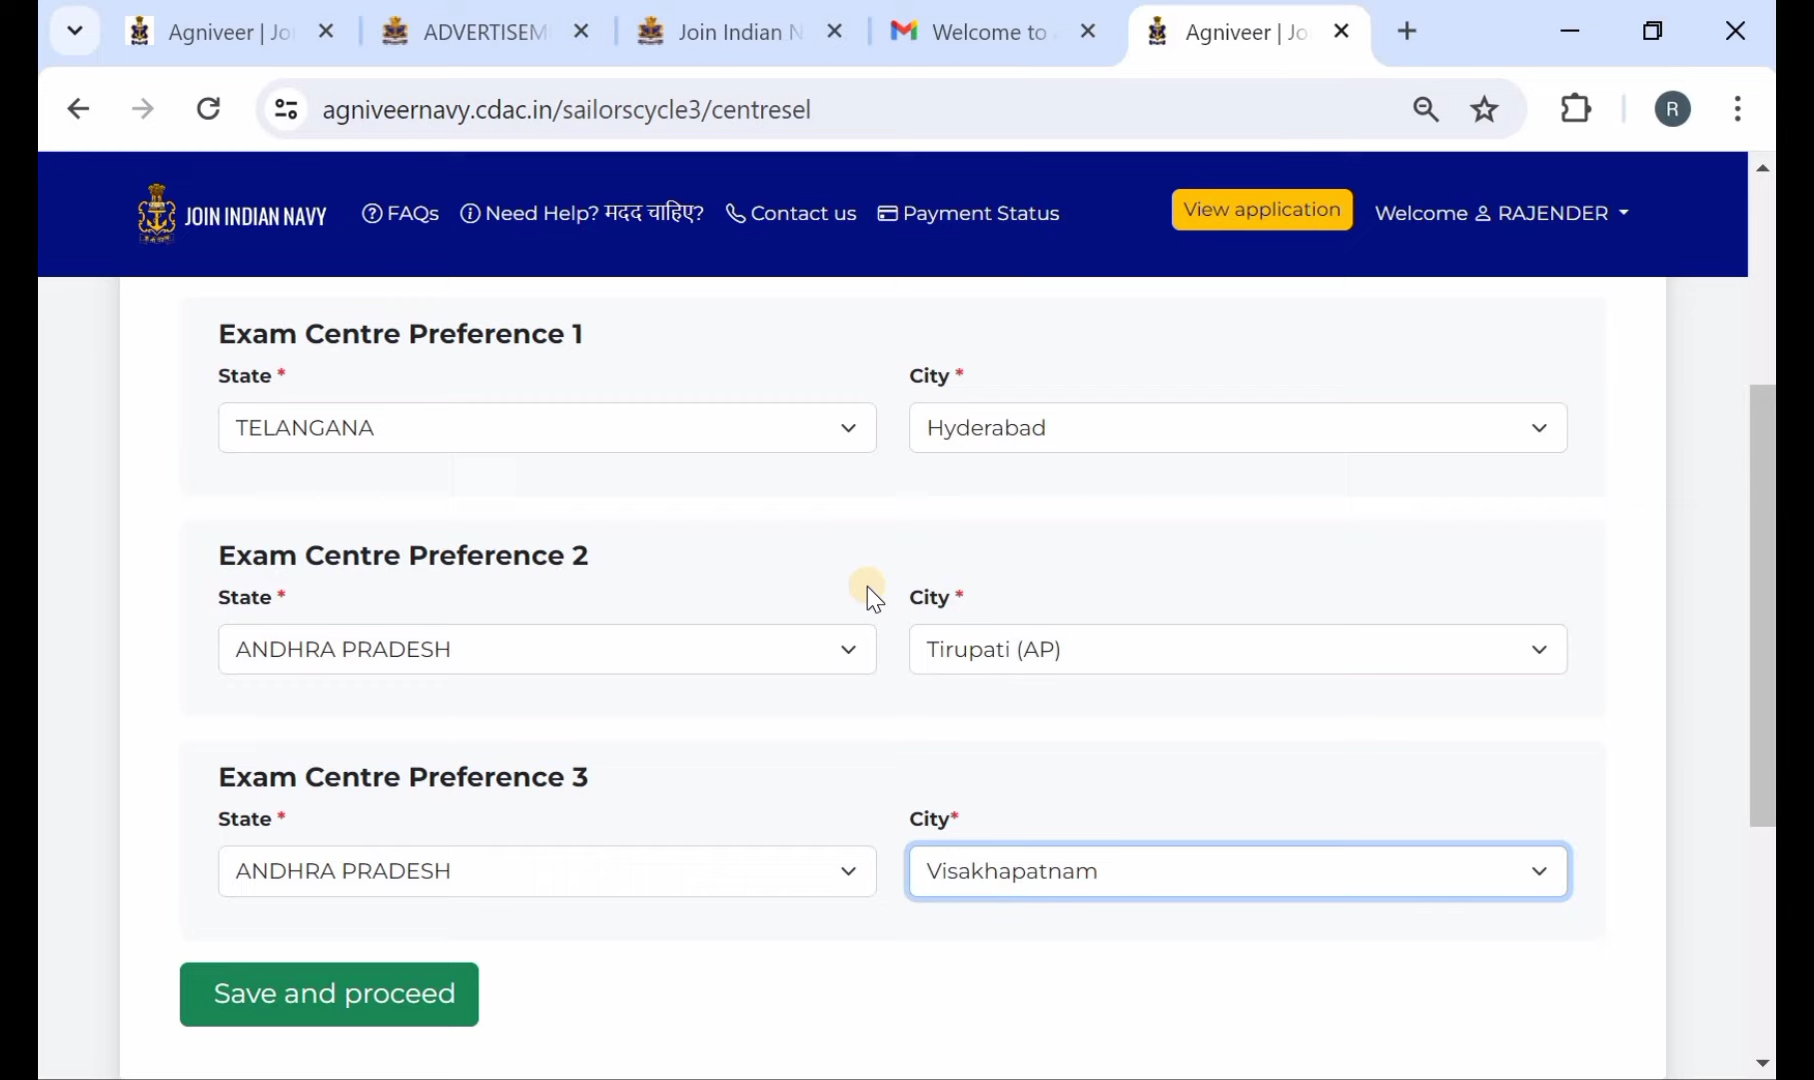 Agniveer | Jo
ADVERTISEM
Join Indian N
Welcome to
Agniveer | Jo
agniveernavy.cdac.in/sailorscycle3/centresel
R
JOIN INDIAN NAVY
FAQs
Need Help? मदद चाहिए?
Contact us
Payment Status
View application
Welcome RAJENDER
Exam Centre Preference 1
State *
City *
TELANGANA
Hyderabad
Exam Centre Preference 2
State *
City *
ANDHRA PRADESH
Tirupati (AP)
Exam Centre Preference 3
State *
City*
ANDHRA PRADESH
Visakhapatnam
Save and proceed